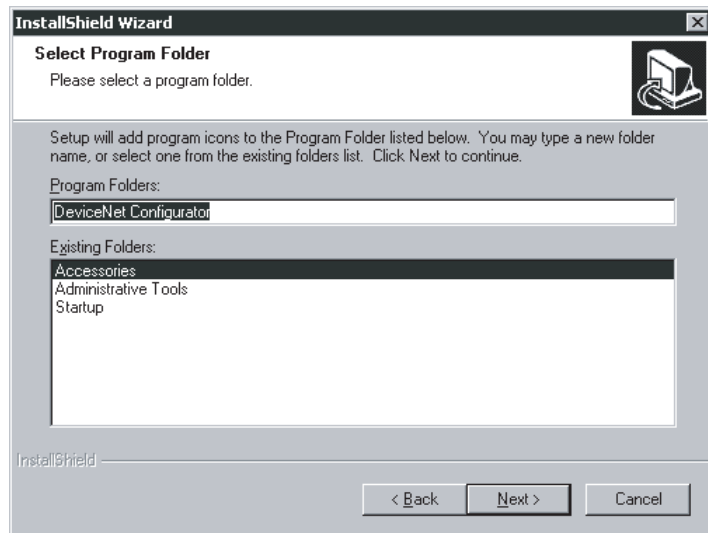 InstallShield Wizard
Select Program Folder
Please select a program folder.
Setup will add program icons to the Program Folder listed below. You may type a new folder
name, or select one from the existing folders list. Click Next to continue.
Program Folders:
DeviceNet Configurator
Existing Folders:
Accessories
Administrative Tools
Startup
InstallShield
< Back
Next >
Cancel